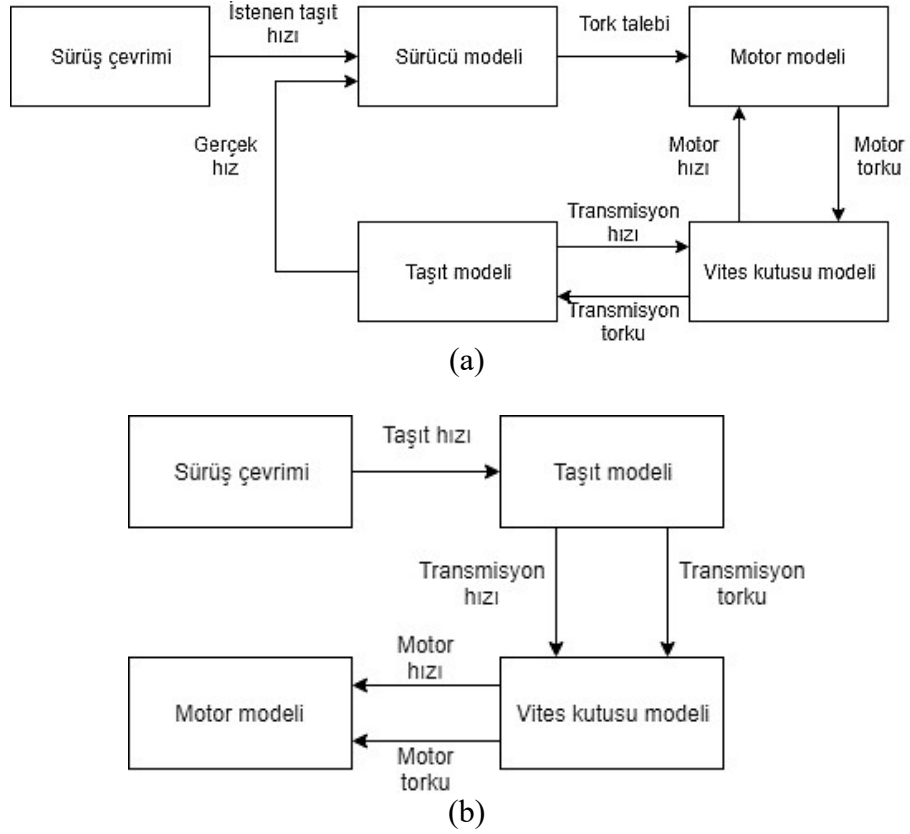 İstenen taşıt
hızı
Sürüş çevrimi
Sürücü modeli
Tork talebi
Motor modeli
Gerçek
hız
Motor
hızı
Motor
torku
Transmisyon
hızı
Taşıt modeli
Vites kutusu modeli
Transmisyon
torku
(a)
Sürüş çevrimi
Taşıt hızı
Taşıt modeli
Transmisyon
hızı
Transmisyon
torku
Motor
hızı
Motor modeli
Vites kutusu modeli
Motor
torku
(b)